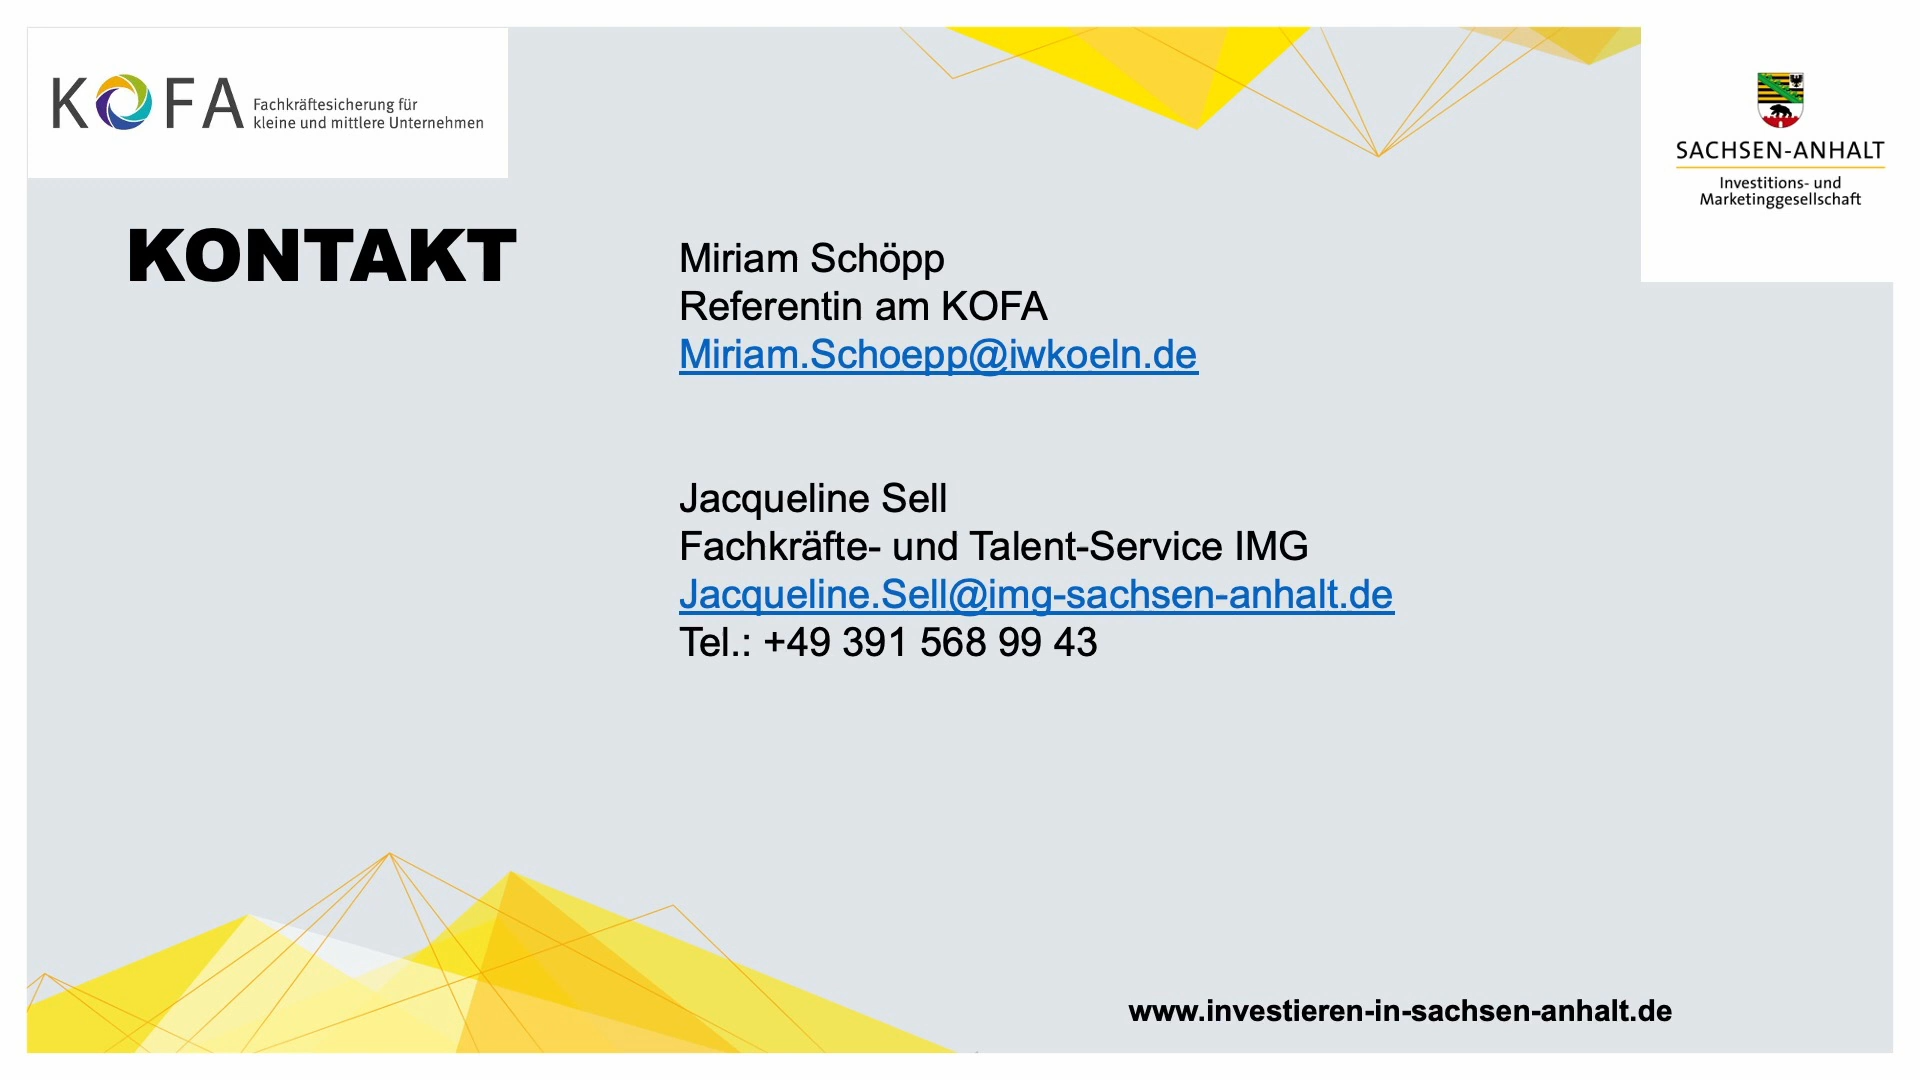 KOFA
Fachkräftesicherung für
kleine und mittlere Unternehmen
SACHSEN-ANHALT
Investitions- und
Marketinggesellschaft
KONTAKT
Miriam Schöpp
Referentin am KOFA
Miriam.Schoepp@iwkoeln.de
Jacqueline Sell
Fachkräfte- und Talent-Service IMG
Jacqueline.Sell@img-sachsen-anhalt.de
Tel.: +49 391 568 99 43
www.investieren-in-sachsen-anhalt.de